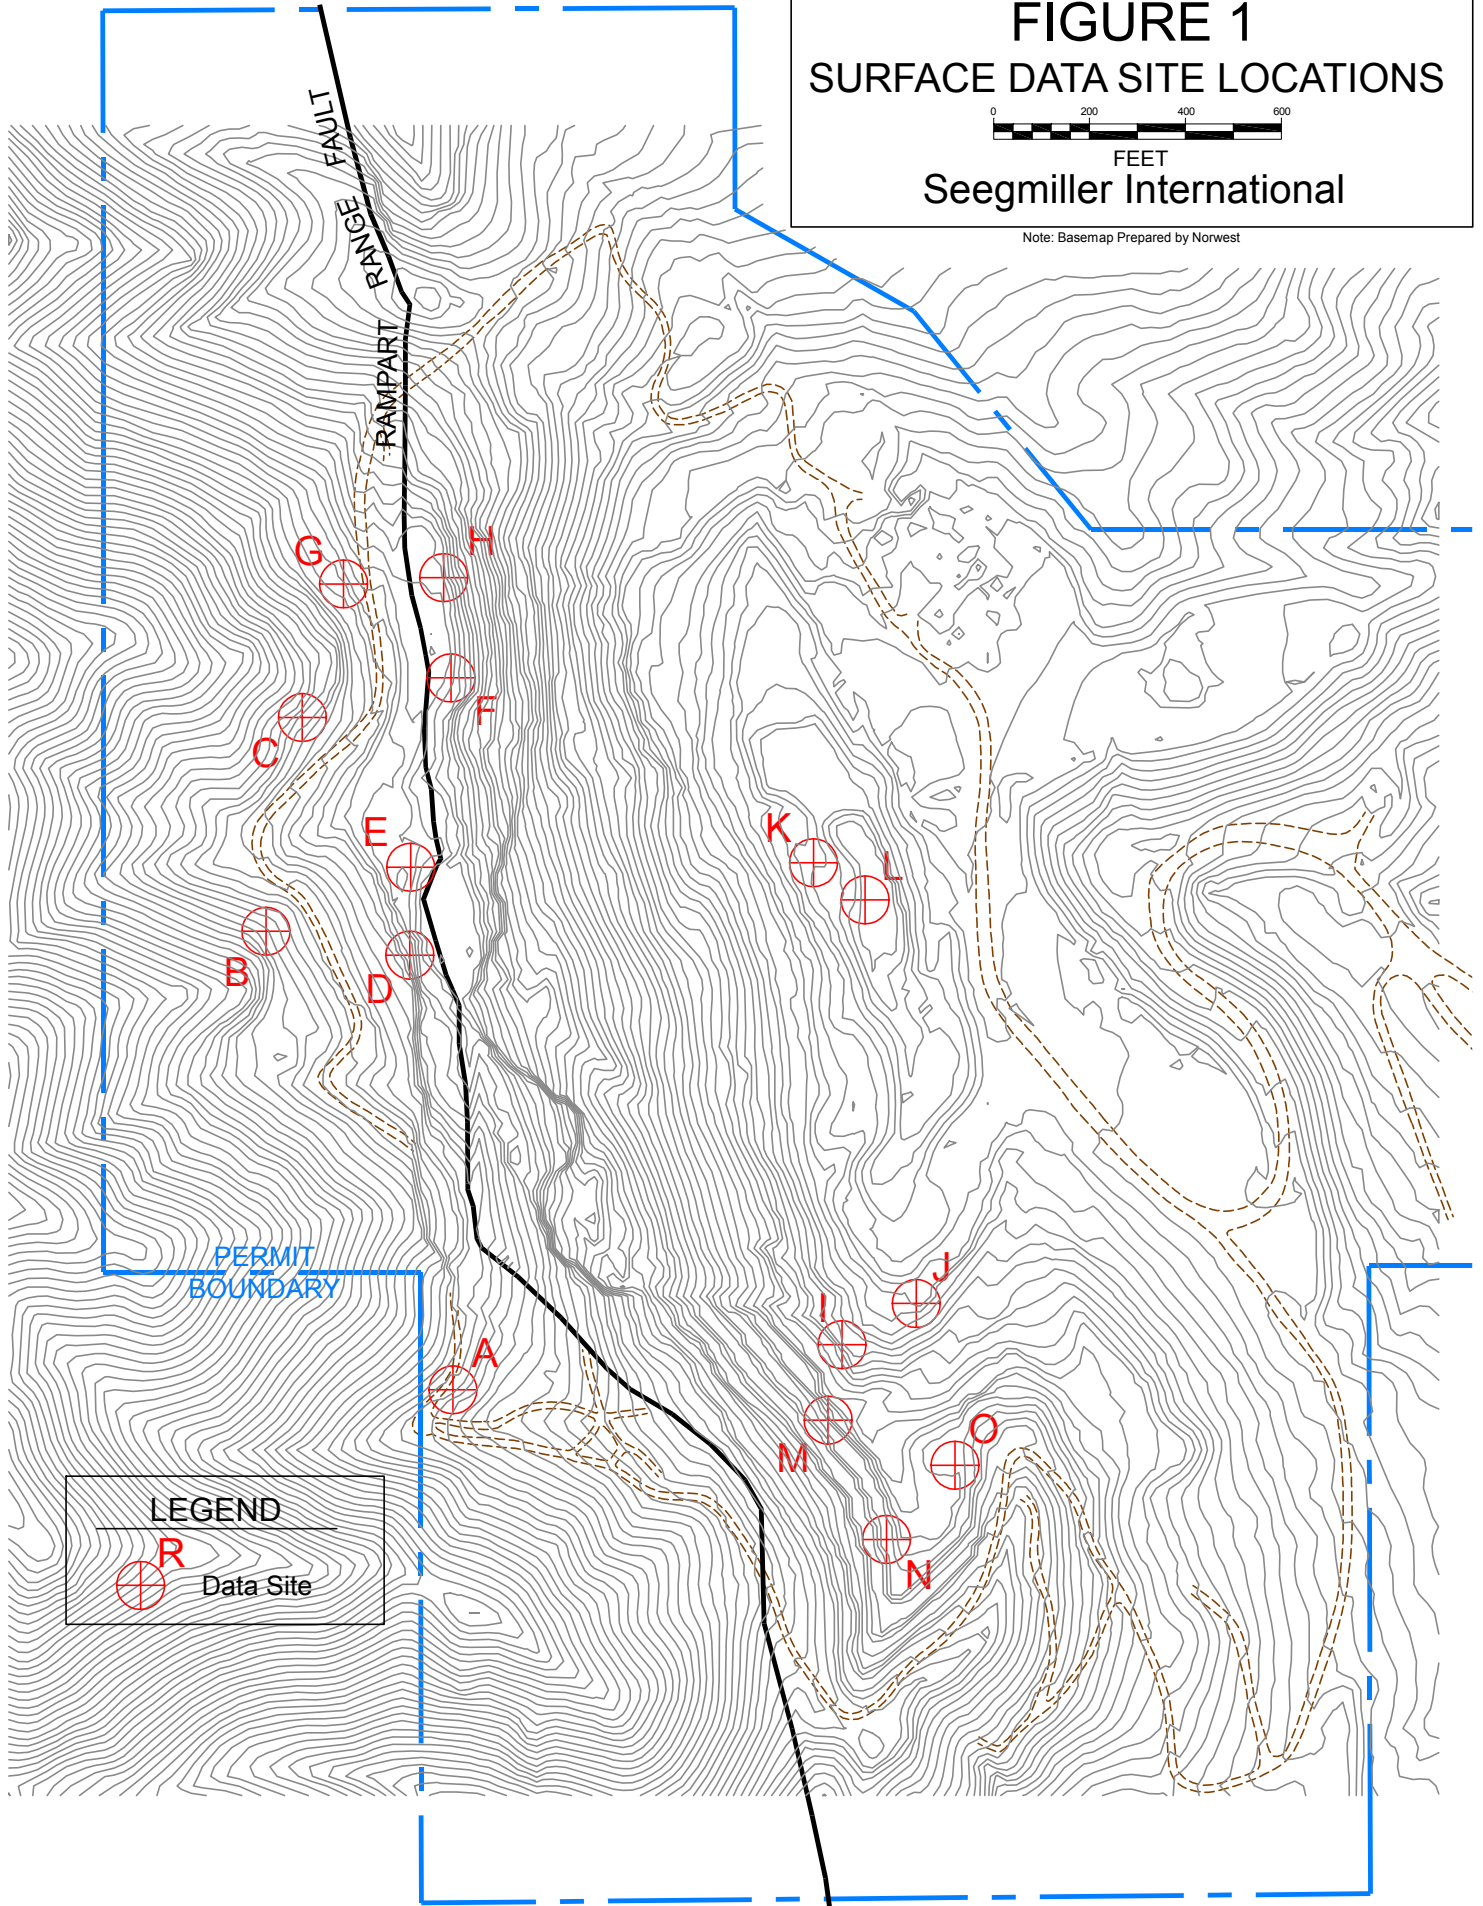 FIGURE 1
SURFACE DATA SITE LOCATIONS
0 200 400 600
FEET
Seegmiller International
Note: Basemap Prepared by Norwest
RAMPART RANGE FAULT
G
H
C
F
E
K
L
B
D
PERMIT
BOUNDARY
J
I
A
M
O
N
LEGEND
R
Data Site